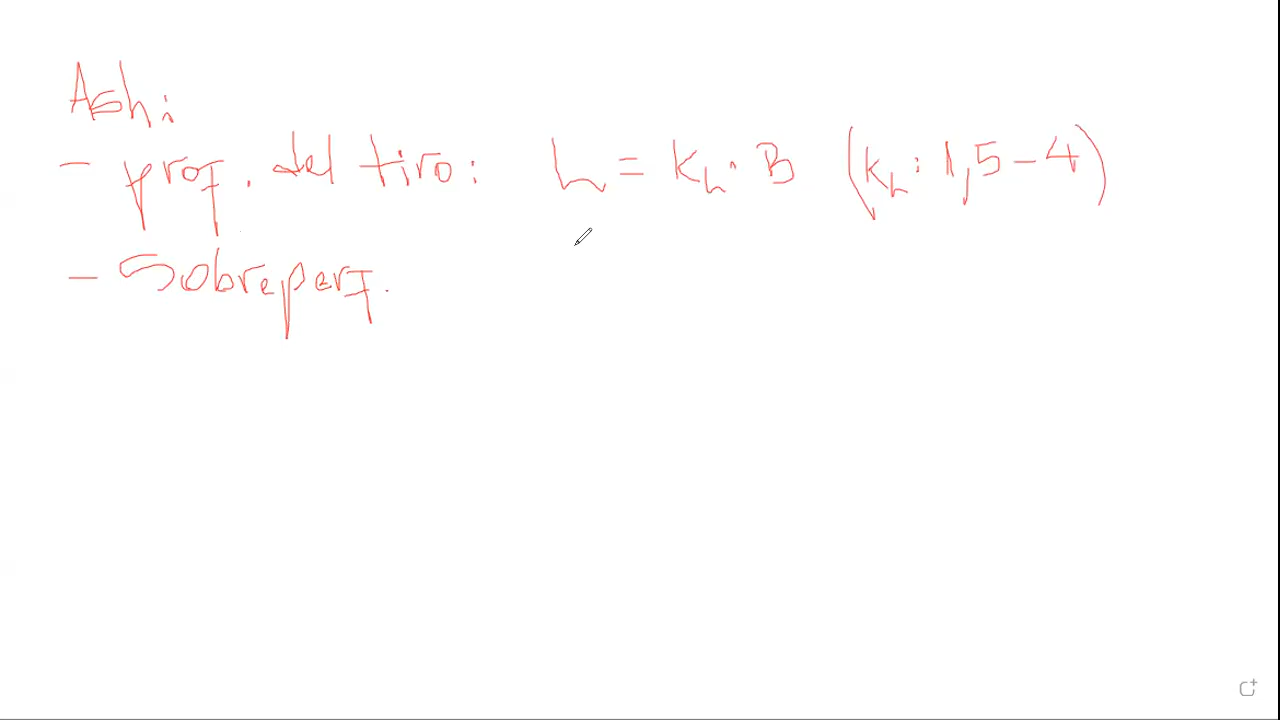 Ash:
- prof. del tiro: h = Kh · B (Kh: 1,5 - 4)
- Sobreperf.